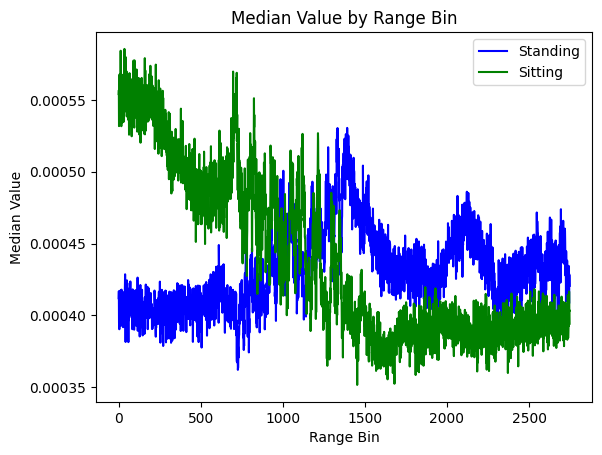 Median Value by Range Bin
Standing
Sitting
Median Value
0.00055
0.00050
0.00045
0.00040
0.00035
0
500
1000
1500
2000
2500
Range Bin